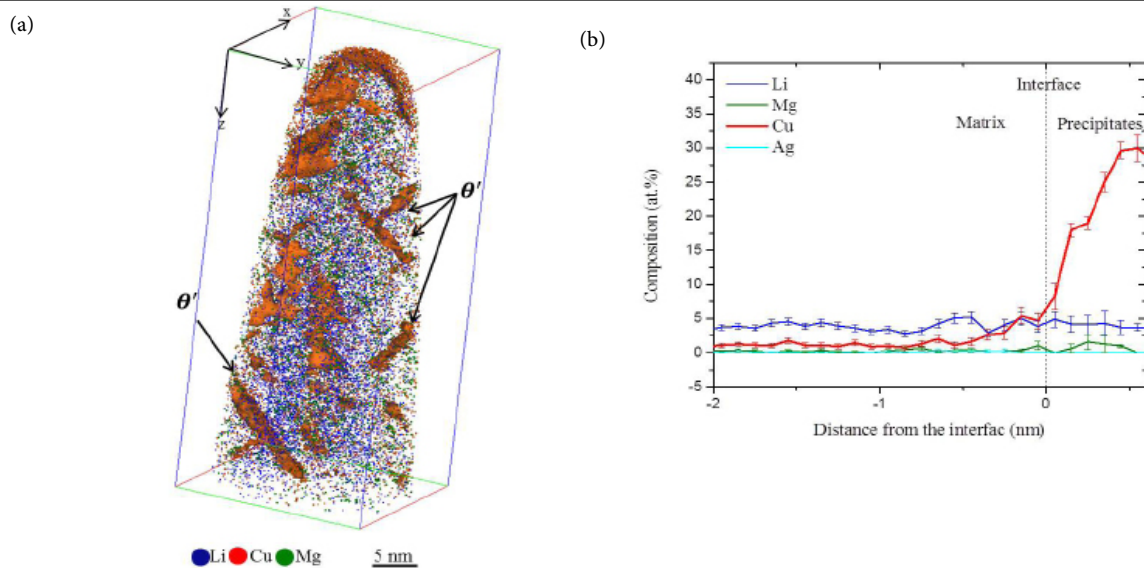 (a)
x
y
z
θ'
θ'
Li Cu Mg
5 nm
(b)
Composition (at.%)
40
35
30
25
20
15
10
5
0
-5
Li
Mg
Cu
Ag
Interface
Matrix
Precipitates
-2
-1
0
Distance from the interfac (nm)